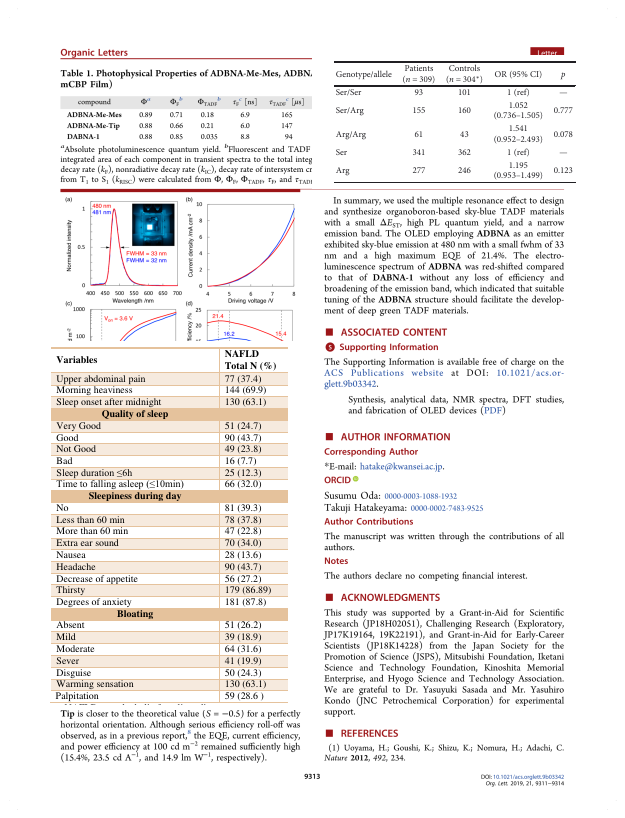 Organic Letters
Letter
Table 1. Photophysical Properties of ADBNA-Me-Mes, ADBN
mCBP Film)
compound Φᵃ Φ_Fᵇ Φ_TADFᵇ τ_Fᶜ [ns] τ_TADFᶜ [μs]
ADBNA-Me-Mes 0.89 0.71 0.18 6.9 165
ADBNA-Me-Tip 0.88 0.66 0.21 6.0 147
DABNA-1 0.88 0.85 0.035 8.8 94
ᵃAbsolute photoluminescence quantum yield. ᵇFluorescent and TADF
integrated area of each component in transient spectra to the total integ
decay rate (k_F), nonradiative decay rate (k_IC), decay rate of intersystem cr
from T₁ to S₁ (k_RISC) were calculated from Φ, Φ_F, Φ_TADF, τ_F, and τ_TADF
(a)
480 nm
481 nm
FWHM = 33 nm
FWHM = 32 nm
Normalized intensity
1
0.5
0
400 450 500 550 600 650 700
Wavelength /nm
(b)
Current density /mA cm⁻²
10
8
6
4
2
0
4 5 6 7 8
Driving voltage /V
(c)
1000
100
V_on = 3.6 V
(d)
25
20
21.4
16.2
15.4
Variables NAFLD
Total N (%)
Upper abdominal pain 77 (37.4)
Morning heaviness 144 (69.9)
Sleep onset after midnight 130 (63.1)
Quality of sleep
Very Good 51 (24.7)
Good 90 (43.7)
Not Good 49 (23.8)
Bad 16 (7.7)
Sleep duration ≤6h 25 (12.3)
Time to falling asleep (≤10min) 66 (32.0)
Sleepiness during day
No 81 (39.3)
Less than 60 min 78 (37.8)
More than 60 min 47 (22.8)
Extra ear sound 70 (34.0)
Nausea 28 (13.6)
Headache 90 (43.7)
Decrease of appetite 56 (27.2)
Thirsty 179 (86.89)
Degrees of anxiety 181 (87.89)
Bloating
Absent 51 (26.2)
Mild 39 (18.9)
Moderate 64 (31.6)
Sever 41 (19.9)
Disguise 50 (24.3)
Warming sensation 130 (63.1)
Palpitation 59 (28.6 )
Tip is closer to the theoretical value (S = −0.5) for a perfectly
horizontal orientation. Although serious efficiency roll-off was
observed, as in a previous report,⁸ the EQE, current efficiency,
and power efficiency at 100 cd m⁻² remained sufficiently high
(15.4%, 23.5 cd A⁻¹, and 14.9 lm W⁻¹, respectively).
Genotype/allele Patients (n = 309) Controls (n = 304*) OR (95% CI) p
Ser/Ser 93 101 1 (ref) —
Ser/Arg 155 160 1.052 (0.736–1.505) 0.777
Arg/Arg 61 43 1.541 (0.952–2.493) 0.078
Ser 341 362 1 (ref) —
Arg 277 246 1.195 (0.953–1.499) 0.123
In summary, we used the multiple resonance effect to design
and synthesize organoboron-based sky-blue TADF materials
with a small ΔE_ST, high PL quantum yield, and a narrow
emission band. The OLED employing ADBNA as an emitter
exhibited sky-blue emission at 480 nm with a small fwhm of 33
nm and a high maximum EQE of 21.4%. The electro-
luminescence spectrum of ADBNA was red-shifted compared
to that of DABNA-1 without any loss of efficiency and
broadening of the emission band, which indicated that suitable
tuning of the ADBNA structure should facilitate the develop-
ment of deep green TADF materials.
■ ASSOCIATED CONTENT
S Supporting Information
The Supporting Information is available free of charge on the
ACS Publications website at DOI: 10.1021/acs.or-
glett.9b03342.
Synthesis, analytical data, NMR spectra, DFT studies,
and fabrication of OLED devices (PDF)
■ AUTHOR INFORMATION
Corresponding Author
*E-mail: hatake@kwansei.ac.jp.
ORCID iD
Susumu Oda: 0000-0003-1088-1932
Takuji Hatakeyama: 0000-0002-7483-9525
Author Contributions
The manuscript was written through the contributions of all
authors.
Notes
The authors declare no competing financial interest.
■ ACKNOWLEDGMENTS
This study was supported by a Grant-in-Aid for Scientific
Research (JP18H02051), Challenging Research (Exploratory,
JP17K19164, 19K22191), and Grant-in-Aid for Early-Career
Scientists (JP18K14228) from the Japan Society for the
Promotion of Science (JSPS), Mitsubishi Foundation, Iketani
Science and Technology Foundation, Kinoshita Memorial
Enterprise, and Hyogo Science and Technology Association.
We are grateful to Dr. Yasuyuki Sasada and Mr. Yasuhiro
Kondo (JNC Petrochemical Corporation) for experimental
support.
■ REFERENCES
(1) Uoyama, H.; Goushi, K.; Shizu, K.; Nomura, H.; Adachi, C.
Nature 2012, 492, 234.
9313
DOI: 10.1021/acs.orglett.9b03342
Org. Lett. 2019, 21, 9311−9314